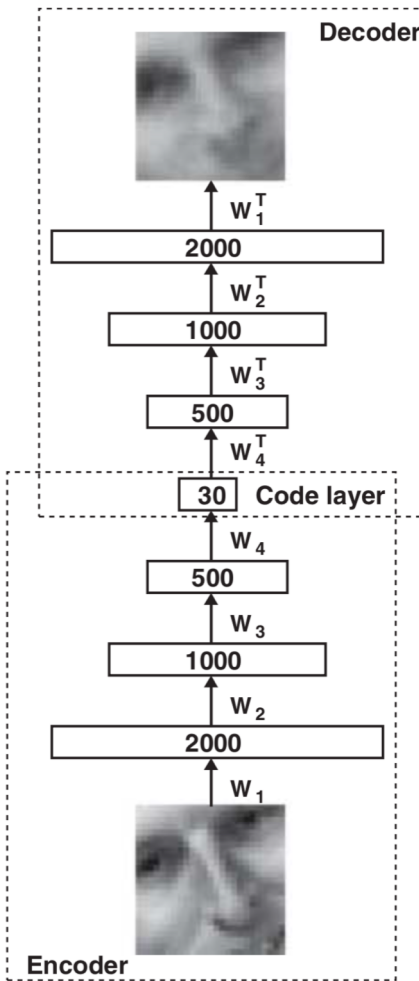 Decoder
W₁ᵀ
2000
W₂ᵀ
1000
W₃ᵀ
500
W₄ᵀ
30 Code layer
W₄
500
W₃
1000
W₂
2000
W₁
Encoder